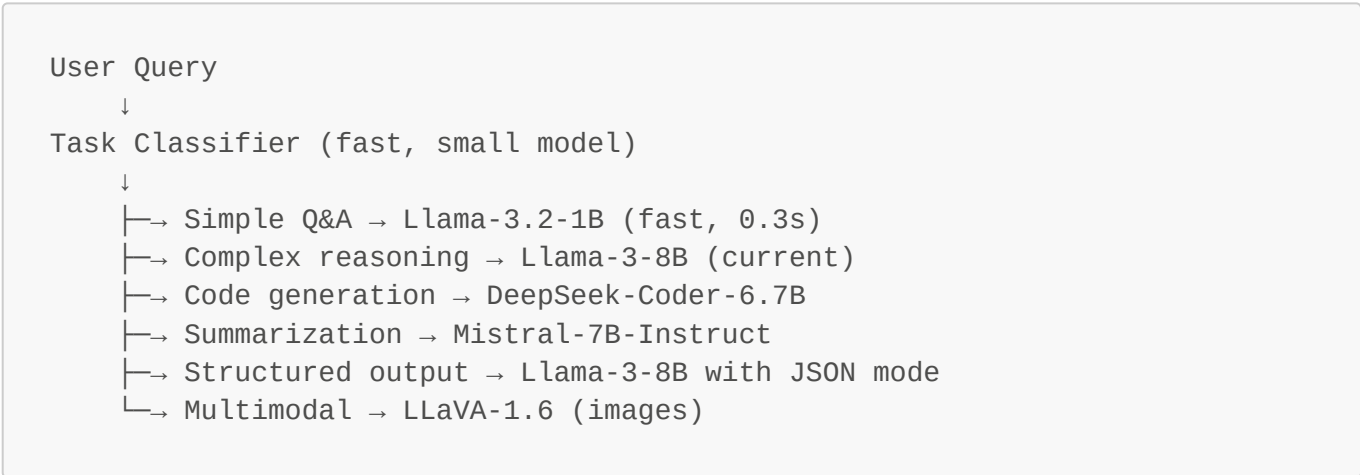 User Query
↓
Task Classifier (fast, small model)
↓
├─→ Simple Q&A → Llama-3.2-1B (fast, 0.3s)
├─→ Complex reasoning → Llama-3-8B (current)
├─→ Code generation → DeepSeek-Coder-6.7B
├─→ Summarization → Mistral-7B-Instruct
├─→ Structured output → Llama-3-8B with JSON mode
└─→ Multimodal → LLaVA-1.6 (images)